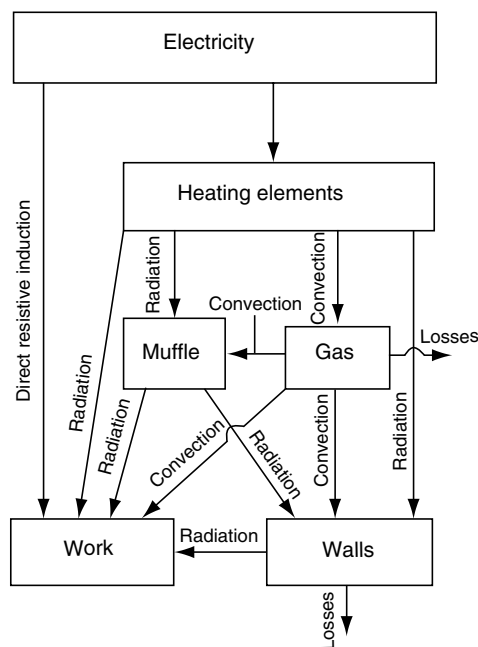 Electricity
Direct resistive induction
Heating elements
Radiation
Radiation
Convection
Radiation
Convection
Muffle
Gas
Losses
Radiation
Convection
Radiation
Convection
Work
Radiation
Walls
Losses